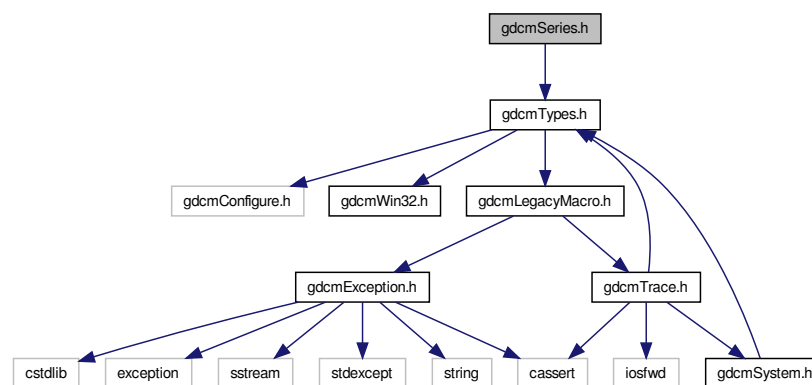 gdcmSeries.h
gdcmTypes.h
gdcmConfigure.h
gdcmWin32.h
gdcmLegacyMacro.h
gdcmException.h
gdcmTrace.h
cstdlib
exception
sstream
stdexcept
string
cassert
iosfwd
gdcmSystem.h